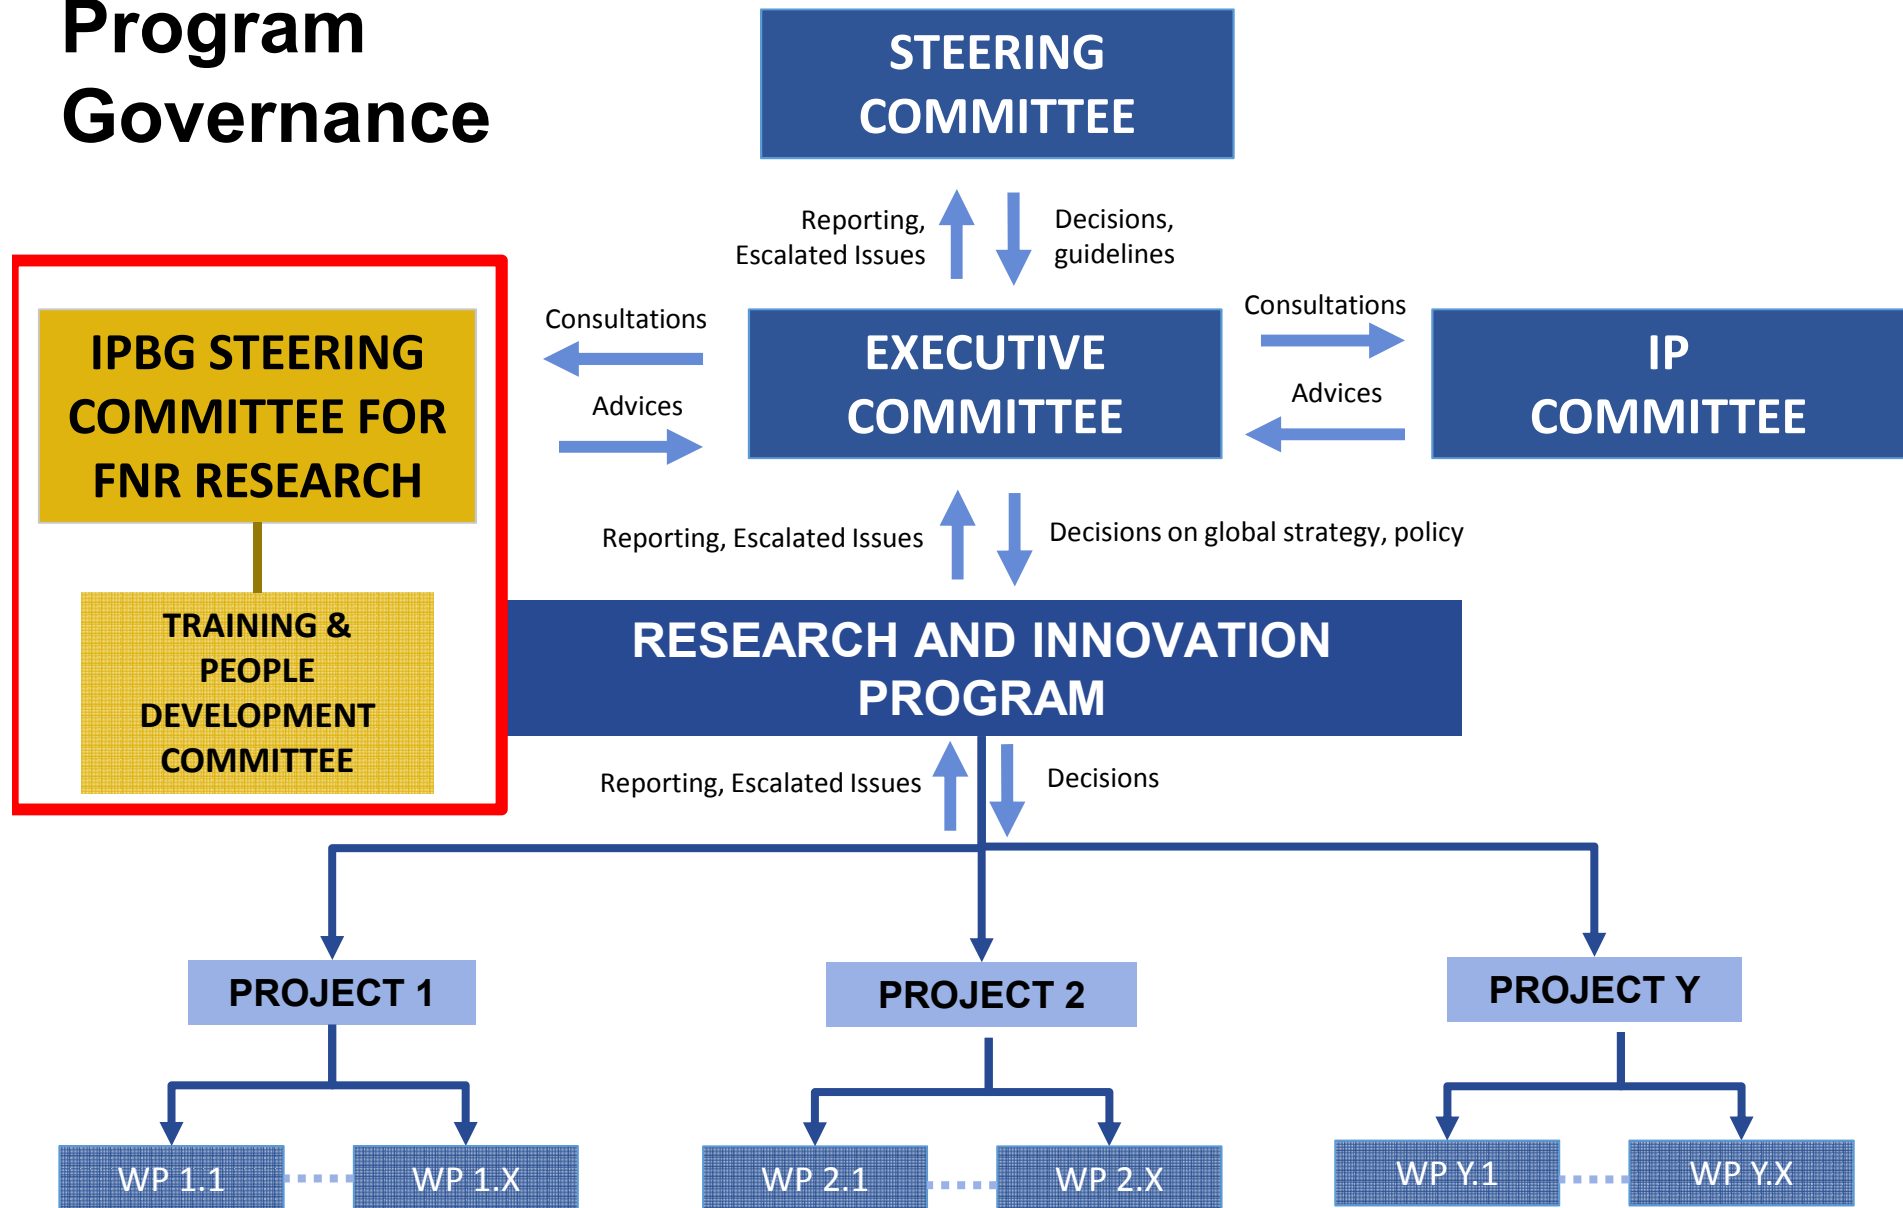 Program
Governance
STEERING
COMMITTEE
Reporting,
Escalated Issues
Decisions,
guidelines
IPBG STEERING
COMMITTEE FOR
FNR RESEARCH
Consultations
Advices
EXECUTIVE
COMMITTEE
Consultations
Advices
IP
COMMITTEE
Reporting, Escalated Issues
Decisions on global strategy, policy
TRAINING &
PEOPLE
DEVELOPMENT
COMMITTEE
RESEARCH AND INNOVATION
PROGRAM
Reporting, Escalated Issues
Decisions
PROJECT 1
PROJECT 2
PROJECT Y
WP 1.1
WP 1.X
WP 2.1
WP 2.X
WP Y.1
WP Y.X